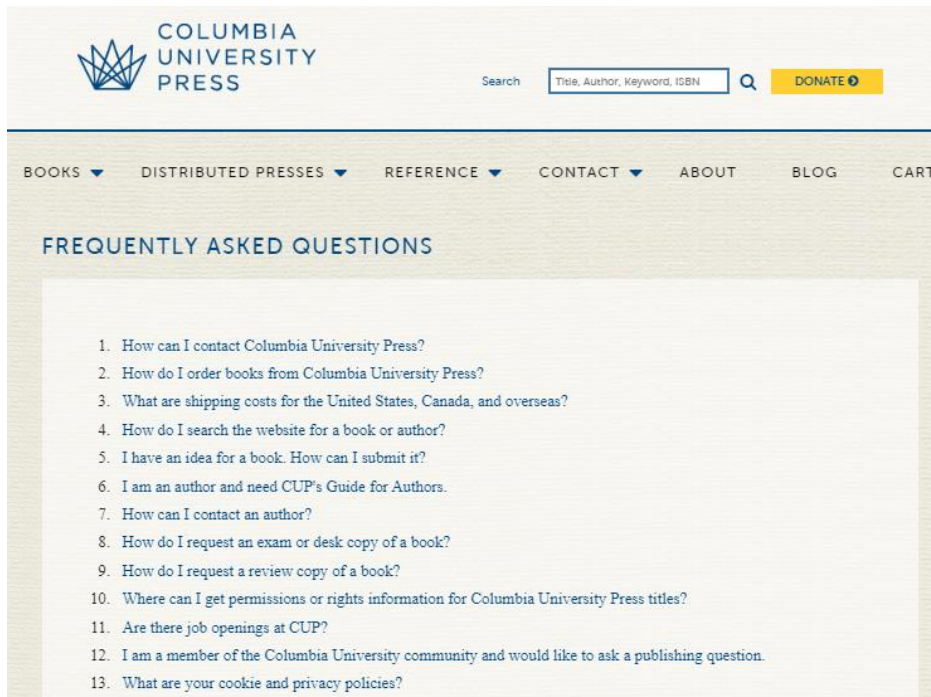 COLUMBIA
UNIVERSITY
PRESS
Search
Title, Author, Keyword, ISBN
DONATE
BOOKS
DISTRIBUTED PRESSES
REFERENCE
CONTACT
ABOUT
BLOG
CART
FREQUENTLY ASKED QUESTIONS
1. How can I contact Columbia University Press?
2. How do I order books from Columbia University Press?
3. What are shipping costs for the United States, Canada, and overseas?
4. How do I search the website for a book or author?
5. I have an idea for a book. How can I submit it?
6. I am an author and need CUP's Guide for Authors.
7. How can I contact an author?
8. How do I request an exam or desk copy of a book?
9. How do I request a review copy of a book?
10. Where can I get permissions or rights information for Columbia University Press titles?
11. Are there job openings at CUP?
12. I am a member of the Columbia University community and would like to ask a publishing question.
13. What are your cookie and privacy policies?